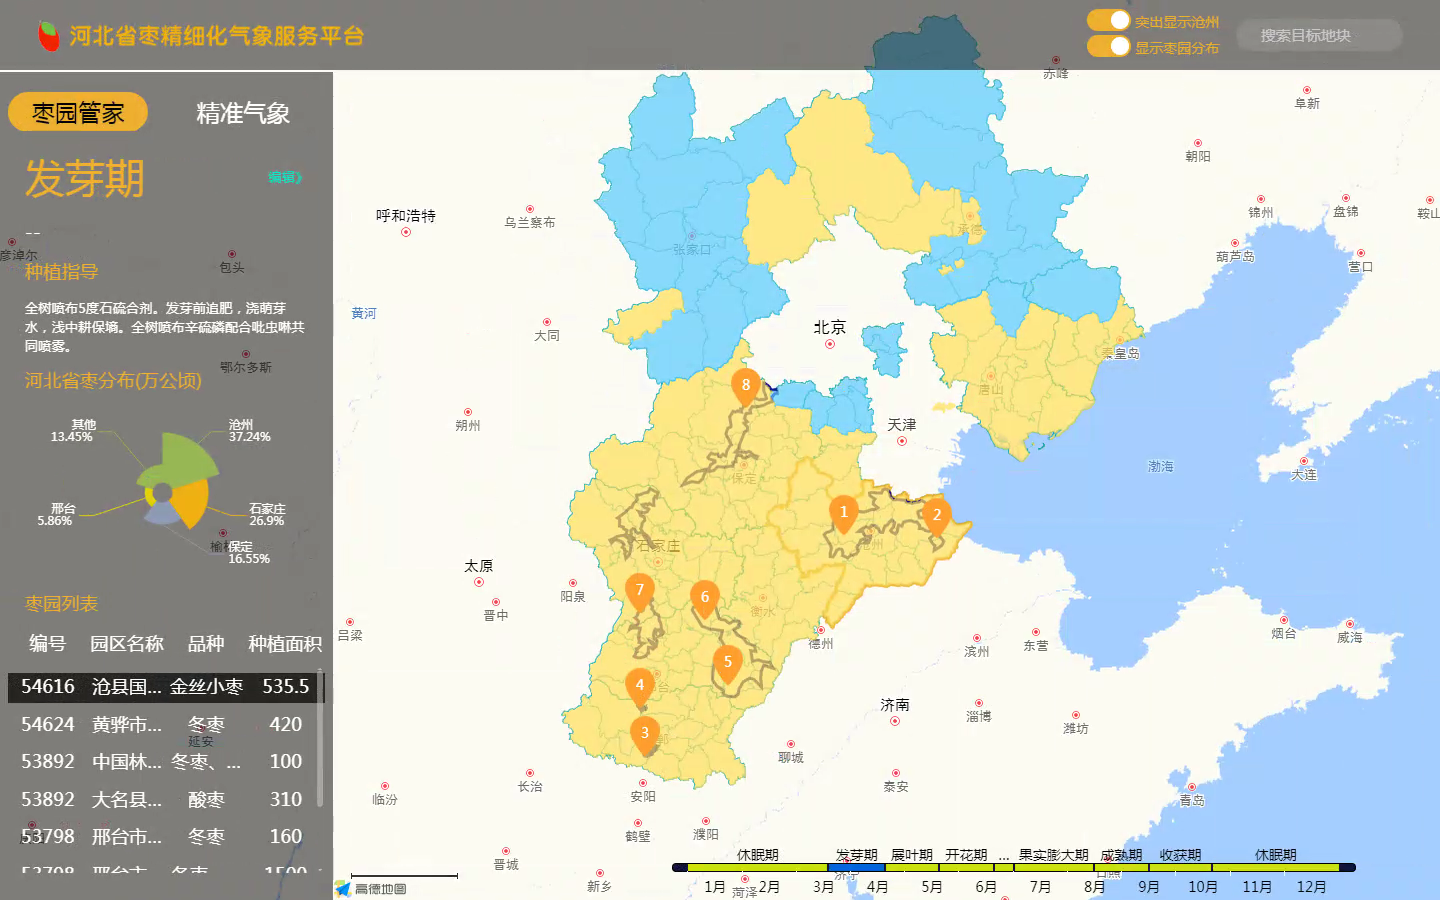 河北省枣精细化气象服务平台
突出显示沧州
显示枣园分布
搜索目标地块
枣园管家
精准气象
发芽期
编辑》
--
种植指导
全树喷布5度石硫合剂。发芽前追肥，浇萌芽
水，浅中耕保墒。全树喷布辛硫磷配合吡虫啉共
同喷雾。
河北省枣分布(万公顷)
其他
13.45%
沧州
37.24%
邢台
5.86%
石家庄
26.9%
保定
16.55%
枣园列表
编号 园区名称 品种 种植面积
54616 沧县国... 金丝小枣 535.5
54624 黄骅市... 冬枣 420
53892 中国林... 冬枣、... 100
53892 大名县... 酸枣 310
53798 邢台市... 冬枣 160
53798 邢台市... 1500
彦淖尔
包头
鄂尔多斯
榆林
延安
赤峰
阜新
朝阳
锦州
盘锦
鞍山
葫芦岛
营口
呼和浩特
乌兰察布
张家口
承德
黄河
大同
北京
秦皇岛
唐山
朔州
天津
渤海
大连
保定
8
1
2
沧州
石家庄
太原
阳泉
7
6
衡水
晋中
吕梁
德州
滨州
东营
烟台
威海
5
4
台
3
郸
济南
淄博
潍坊
聊城
泰安
青岛
长治
临汾
安阳
鹤壁
濮阳
晋城
新乡
菏泽
济宁
日照
高德地图
休眠期 发芽期 展叶期 开花期 ... 果实膨大期 成熟期 收获期 休眠期
1月 2月 3月 4月 5月 6月 7月 8月 9月 10月 11月 12月